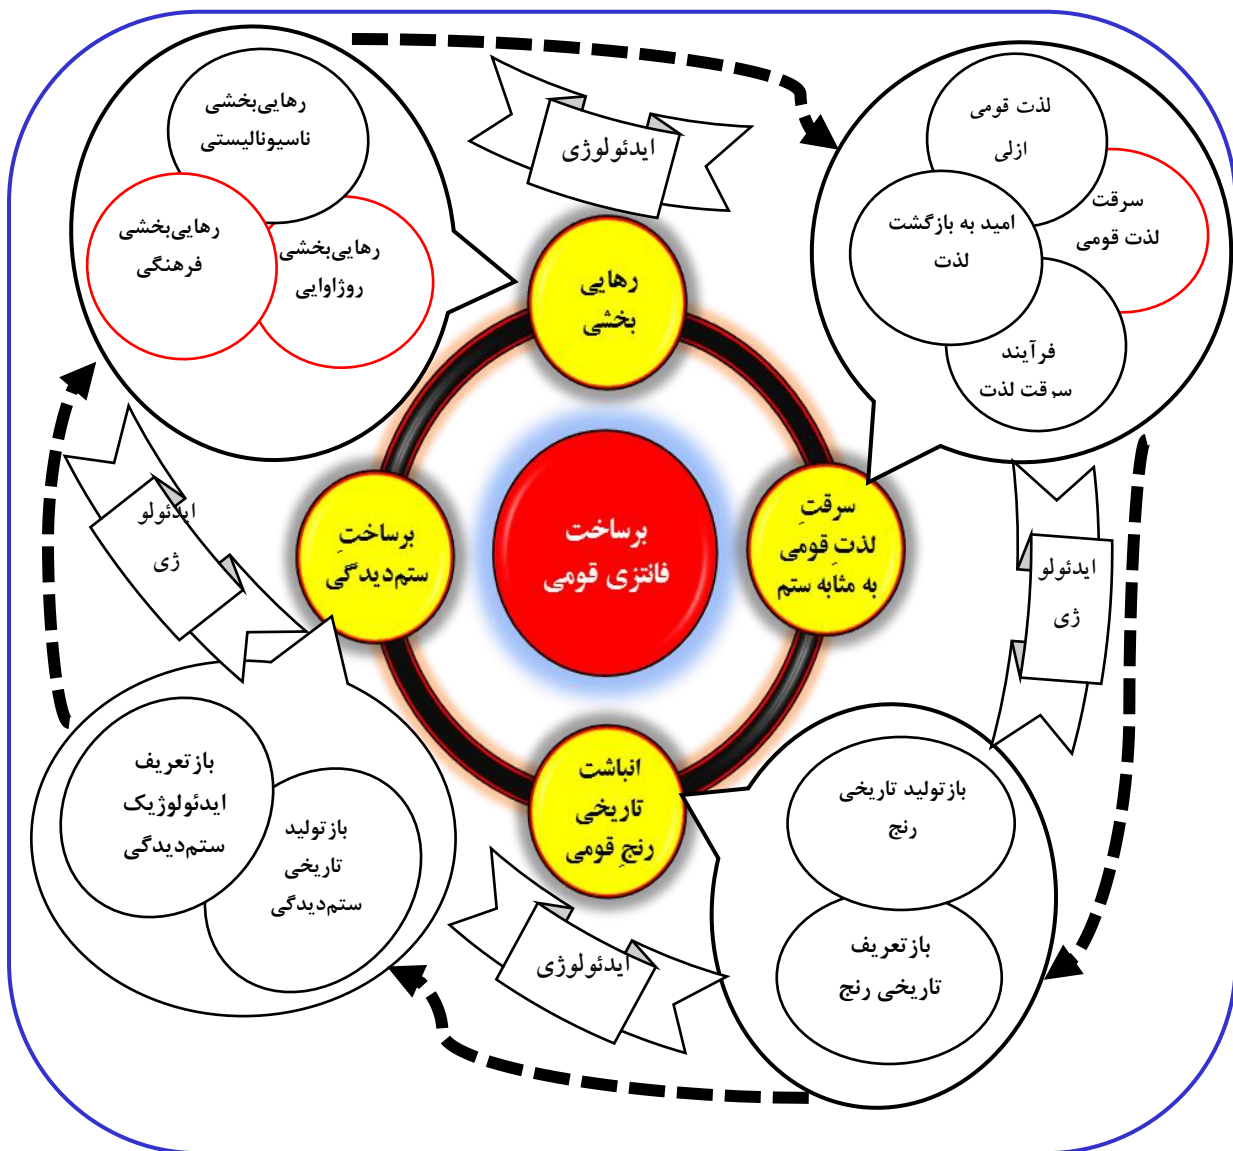 رهایی‌بخشی
ناسیونالیستی
رهایی‌بخشی
فرهنگی
رهایی‌بخشی
روژاوایی
ایدئولوژی
لذت قومی
ازلی
سرقت
لذت قومی
امید به بازگشت
لذت
فرآیند
سرقت لذت
رهایی
بخشی
سرقتِ
لذتِ قومی
به مثابه ستم
برساخت
فانتزی قومی
برساختِ
ستم‌دیدگی
انباشت
تاریخی
رنجِ قومی
ایدئولو
ژی
ایدئولو
ژی
بازتعریف
ایدئولوژیک
ستم‌دیدگی
بازتولید
تاریخی
ستم‌دیدگی
ایدئولوژی
بازتولید تاریخی
رنج
بازتعریف
تاریخی رنج